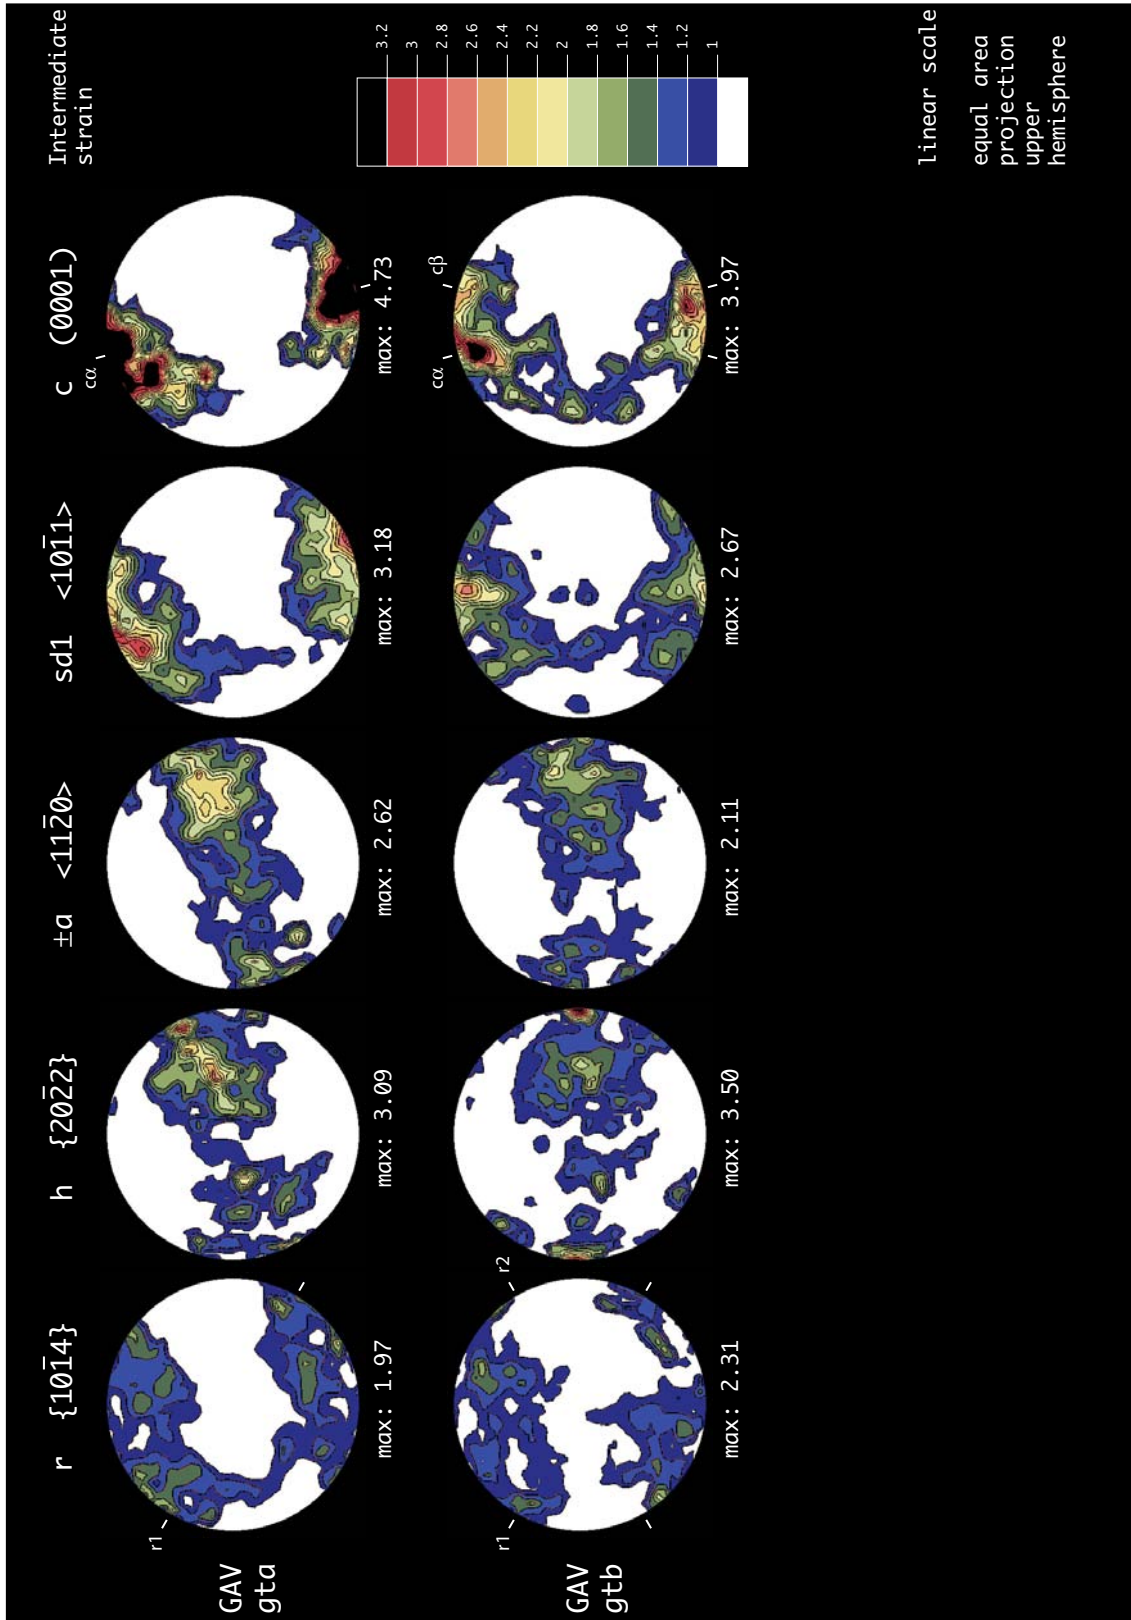 r {101̄4}
h {202̄2}
±a <112̄0>
sd1 <101̄1>
c (0001)
Intermediate
strain
GAV
gta
r1
cα
max: 1.97
max: 3.09
max: 2.62
max: 3.18
max: 4.73
3.2
3
2.8
2.6
2.4
2.2
2
1.8
1.6
1.4
1.2
1
GAV
gtb
r1
r2
cα
cβ
max: 2.31
max: 3.50
max: 2.11
max: 2.67
max: 3.97
linear scale
equal area
projection
upper
hemisphere